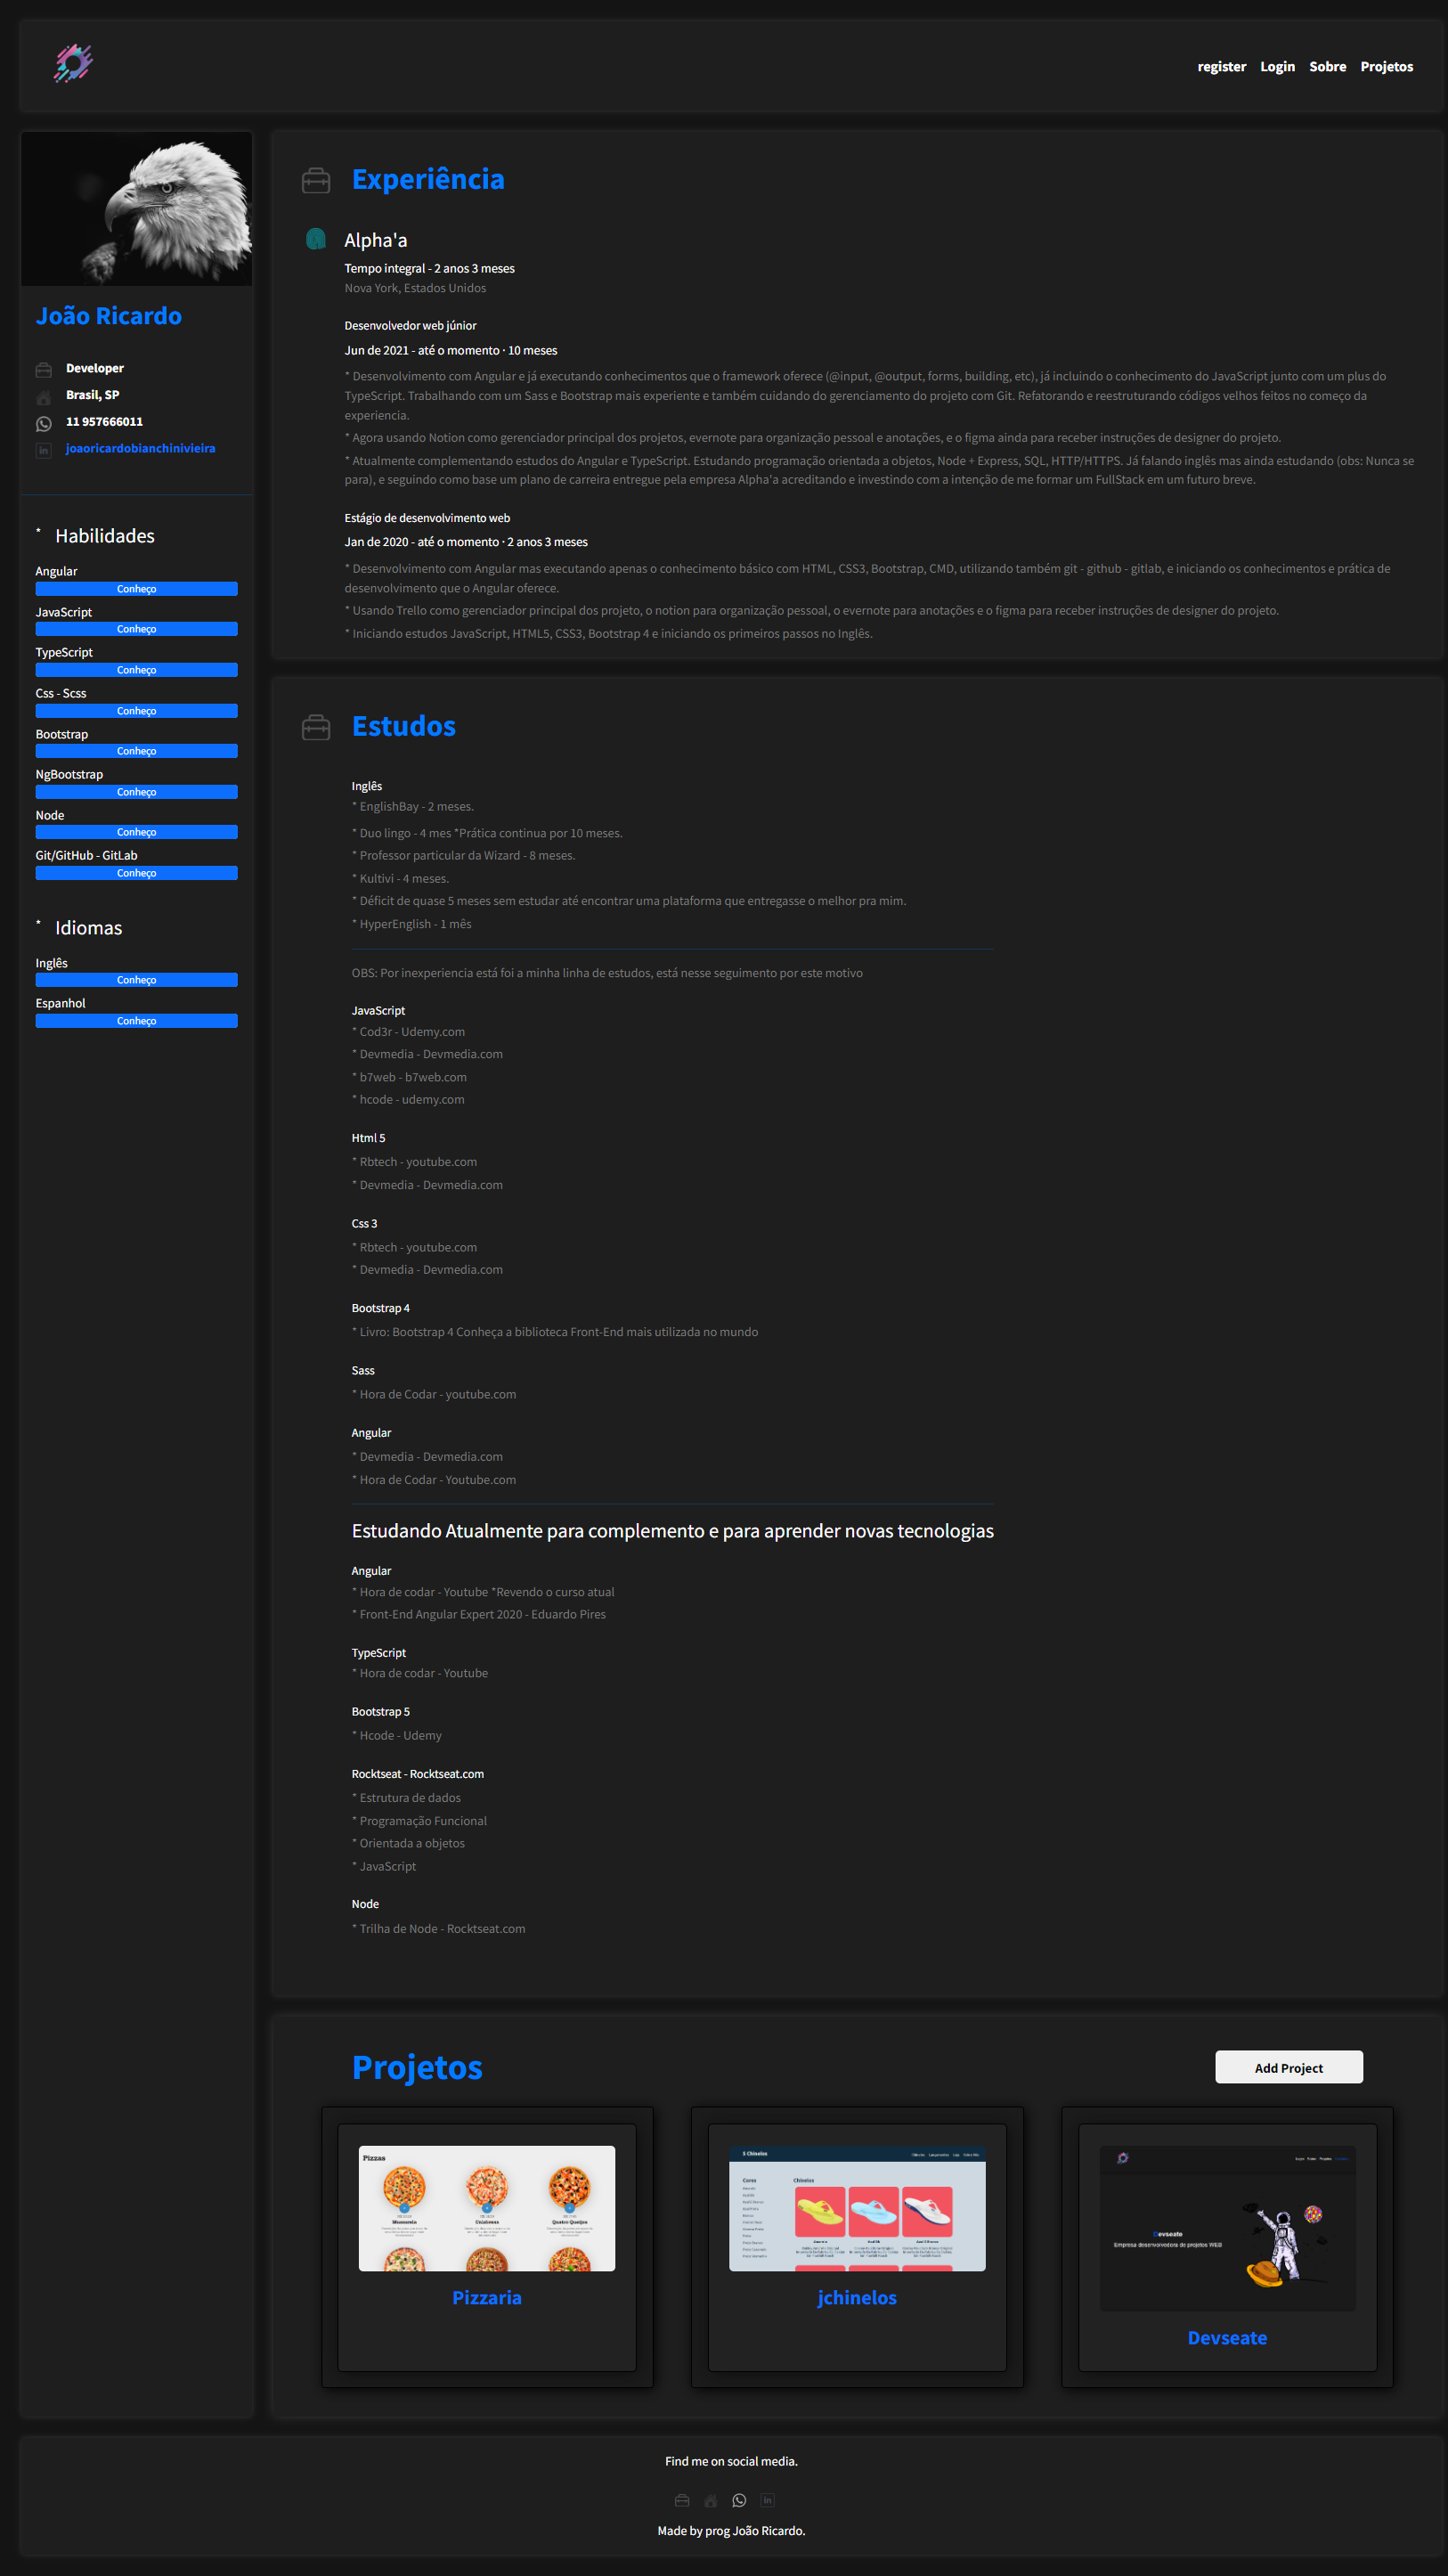 register Login Sobre Projetos
João Ricardo
Developer
Brasil, SP
11 957666011
joaoricardobianchinivieira
* Habilidades
Angular
Conheço
JavaScript
Conheço
TypeScript
Conheço
Css - Scss
Conheço
Bootstrap
Conheço
NgBootstrap
Conheço
Node
Conheço
Git/GitHub - GitLab
Conheço
* Idiomas
Inglês
Conheço
Espanhol
Conheço
Experiência
Alpha'a
Tempo integral - 2 anos 3 meses
Nova York, Estados Unidos
Desenvolvedor web júnior
Jun de 2021 - até o momento · 10 meses
* Desenvolvimento com Angular e já executando conhecimentos que o framework oferece (@input, @output, forms, building, etc), já incluindo o conhecimento do JavaScript junto com um plus do
TypeScript. Trabalhando com um Sass e Bootstrap mais experiente e também cuidando do gerenciamento do projeto com Git. Refatorando e reestruturando códigos velhos feitos no começo da
experiencia.
* Agora usando Notion como gerenciador principal dos projetos, evernote para organização pessoal e anotações, e o figma ainda para receber instruções de designer do projeto.
* Atualmente complementando estudos do Angular e TypeScript. Estudando programação orientada a objetos, Node + Express, SQL, HTTP/HTTPS. Já falando inglês mas ainda estudando (obs: Nunca se
para), e seguindo como base um plano de carreira entregue pela empresa Alpha'a acreditando e investindo com a intenção de me formar um FullStack em um futuro breve.
Estágio de desenvolvimento web
Jan de 2020 - até o momento · 2 anos 3 meses
* Desenvolvimento com Angular mas executando apenas o conhecimento básico com HTML, CSS3, Bootstrap, CMD, utilizando também git - github - gitlab, e iniciando os conhecimentos e prática de
desenvolvimento que o Angular oferece.
* Usando Trello como gerenciador principal dos projeto, o notion para organização pessoal, o evernote para anotações e o figma para receber instruções de designer do projeto.
* Iniciando estudos JavaScript, HTML5, CSS3, Bootstrap 4 e iniciando os primeiros passos no Inglês.
Estudos
Inglês
* EnglishBay - 2 meses.
* Duo lingo - 4 mes *Prática continua por 10 meses.
* Professor particular da Wizard - 8 meses.
* Kultivi - 4 meses.
* Déficit de quase 5 meses sem estudar até encontrar uma plataforma que entregasse o melhor pra mim.
* HyperEnglish - 1 mês
OBS: Por inexperiencia está foi a minha linha de estudos, está nesse seguimento por este motivo
JavaScript
* Cod3r - Udemy.com
* Devmedia - Devmedia.com
* b7web - b7web.com
* hcode - udemy.com
Html 5
* Rbtech - youtube.com
* Devmedia - Devmedia.com
Css 3
* Rbtech - youtube.com
* Devmedia - Devmedia.com
Bootstrap 4
* Livro: Bootstrap 4 Conheça a biblioteca Front-End mais utilizada no mundo
Sass
* Hora de Codar - youtube.com
Angular
* Devmedia - Devmedia.com
* Hora de Codar - Youtube.com
Estudando Atualmente para complemento e para aprender novas tecnologias
Angular
* Hora de codar - Youtube *Revendo o curso atual
* Front-End Angular Expert 2020 - Eduardo Pires
TypeScript
* Hora de codar - Youtube
Bootstrap 5
* Hcode - Udemy
Rocktseat - Rocktseat.com
* Estrutura de dados
* Programação Funcional
* Orientada a objetos
* JavaScript
Node
* Trilha de Node - Rocktseat.com
Projetos
Add Project
Pizzas
Pizzaria
Chinelos
jchinelos
Devseate
Empresa desenvolvedora de projetos WEB
Devseate
Find me on social media.
Made by prog João Ricardo.